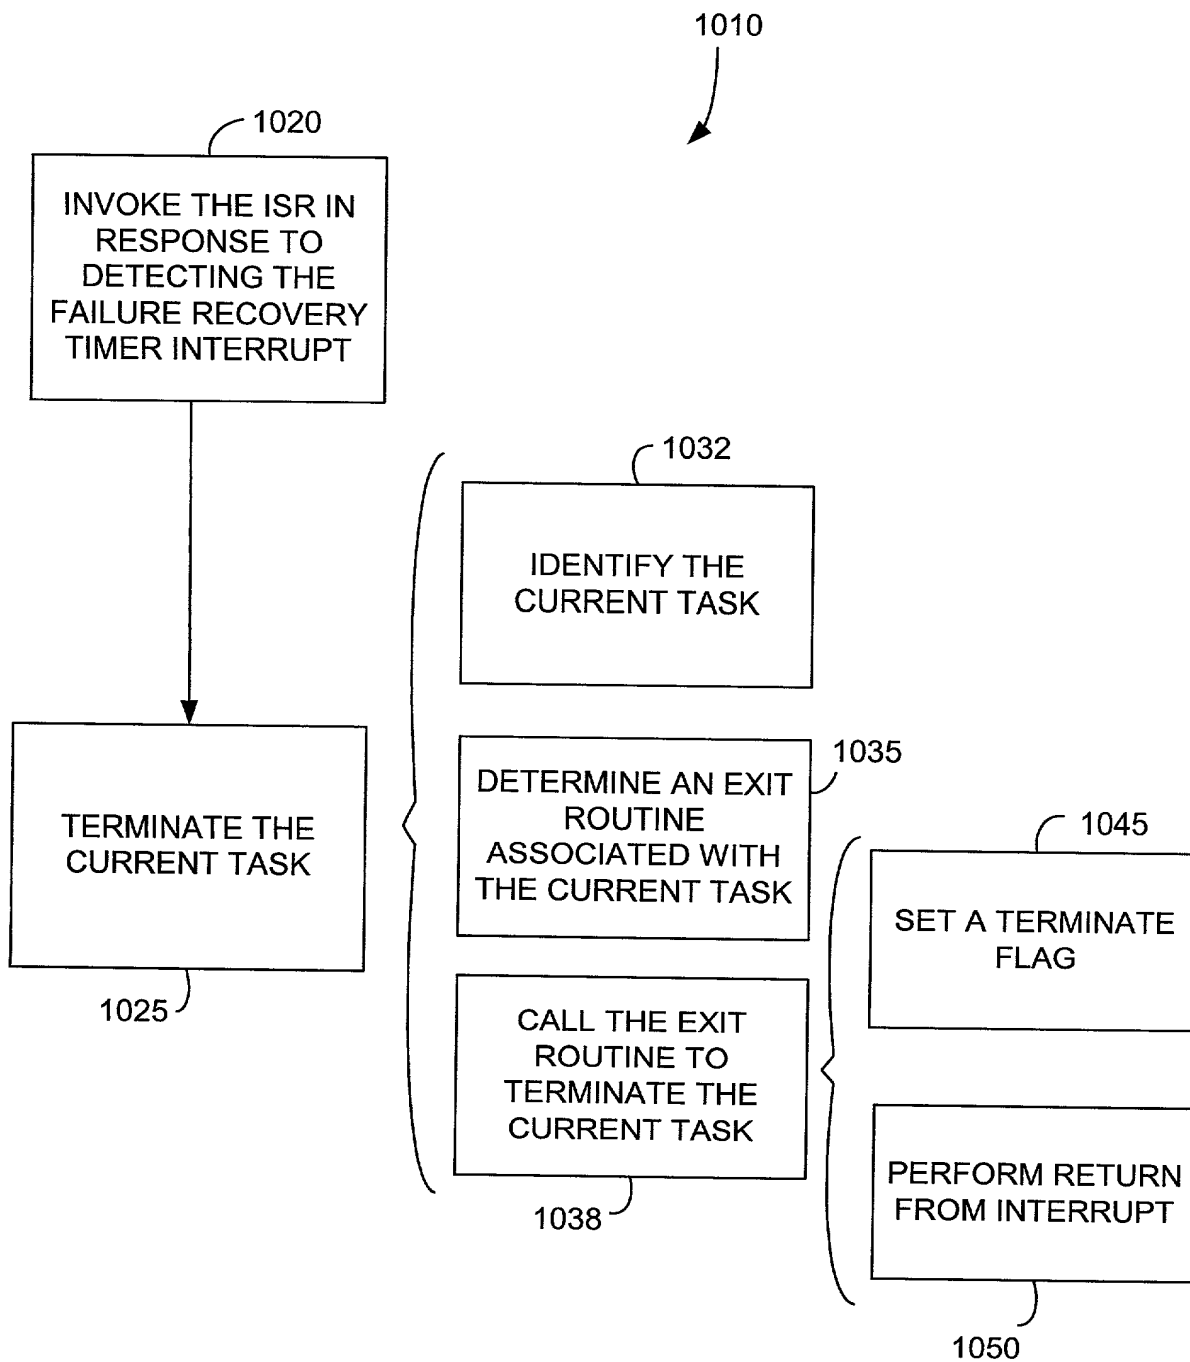 1010
1020
INVOKE THE ISR IN
RESPONSE TO
DETECTING THE
FAILURE RECOVERY
TIMER INTERRUPT
1032
IDENTIFY THE
CURRENT TASK
TERMINATE THE
CURRENT TASK
1025
1035
DETERMINE AN EXIT
ROUTINE
ASSOCIATED WITH
THE CURRENT TASK
CALL THE EXIT
ROUTINE TO
TERMINATE THE
CURRENT TASK
1038
1045
SET A TERMINATE
FLAG
PERFORM RETURN
FROM INTERRUPT
1050